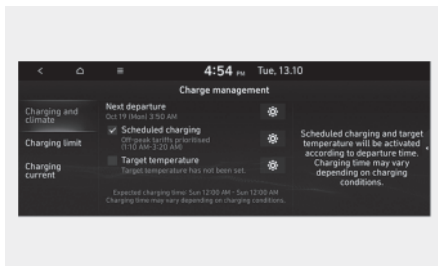 4:54 PM Tue, 13.10
Charge management
Charging and
climate
Charging limit
Charging
current
Next departure
Oct 19 (Mon) 3:50 AM
Scheduled charging
Off-peak tariffs prioritised
(1:10 AM-3:20 AM)
Target temperature
Target temperature has not been set.
Expected charging time: Sun 12:00 AM - Sun 12:00 AM
Charging time may vary depending on charging conditions.
Scheduled charging and target
temperature will be activated
according to departure time.
Charging time may vary
depending on charging
conditions.